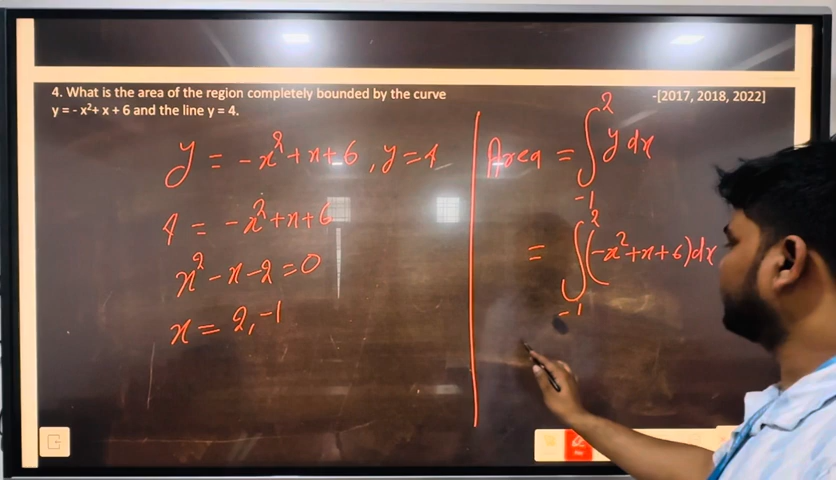 4. What is the area of the region completely bounded by the curve -[2017, 2018, 2022]
y = - x²+ x + 6 and the line y = 4.
y = -x²+x+6, y=4
4 = -x²+x+6
x²-x-2=0
x = 2,-1
Area = ∫₋₁² y dx
= ∫₋₁² (-x²+x+6)dx